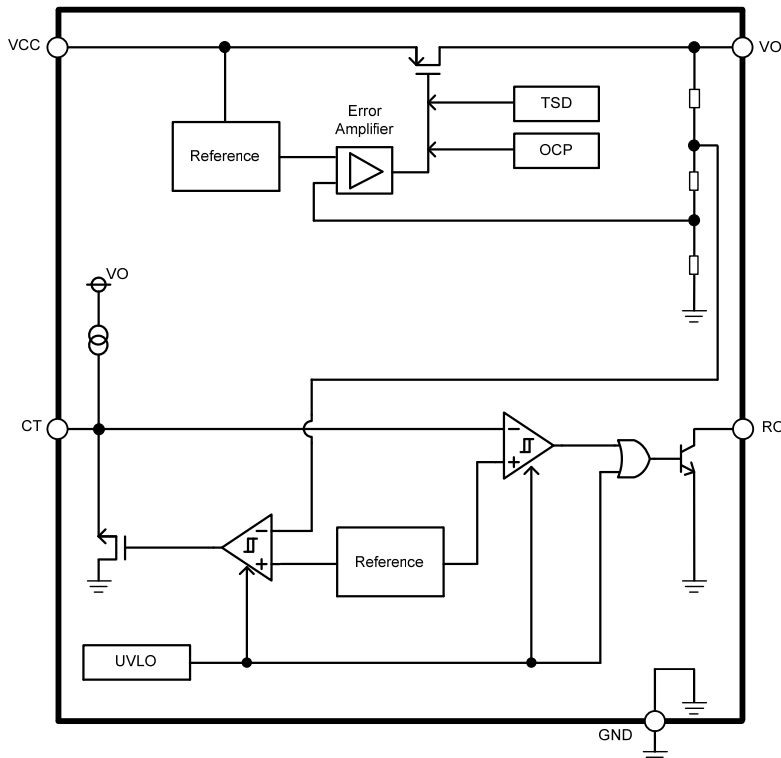 VCC
VO
TSD
Error
Amplifier
OCP
Reference
VO
CT
RO
Reference
UVLO
GND